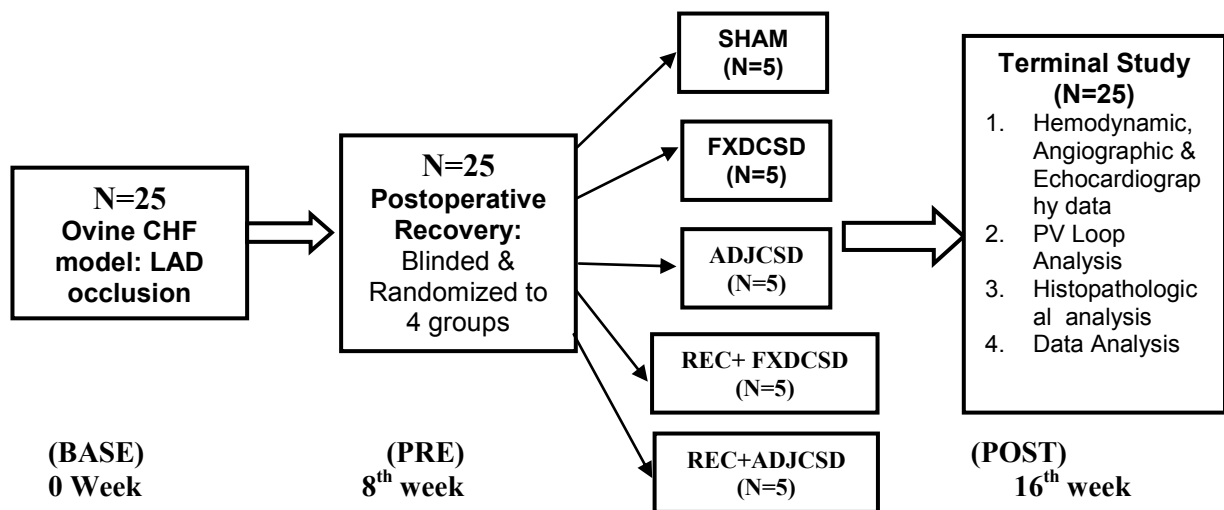 N=25
Ovine CHF
model: LAD
occlusion
(BASE)
0 Week
N=25
Postoperative
Recovery:
Blinded &
Randomized to
4 groups
(PRE)
8th week
SHAM
(N=5)
FXDCSD
(N=5)
ADJCSD
(N=5)
REC+ FXDCSD
(N=5)
REC+ADJCSD
(N=5)
Terminal Study
(N=25)
1. Hemodynamic,
Angiographic &
Echocardiograp
hy data
2. PV Loop
Analysis
3. Histopathologic
al analysis
4. Data Analysis
(POST)
16th week